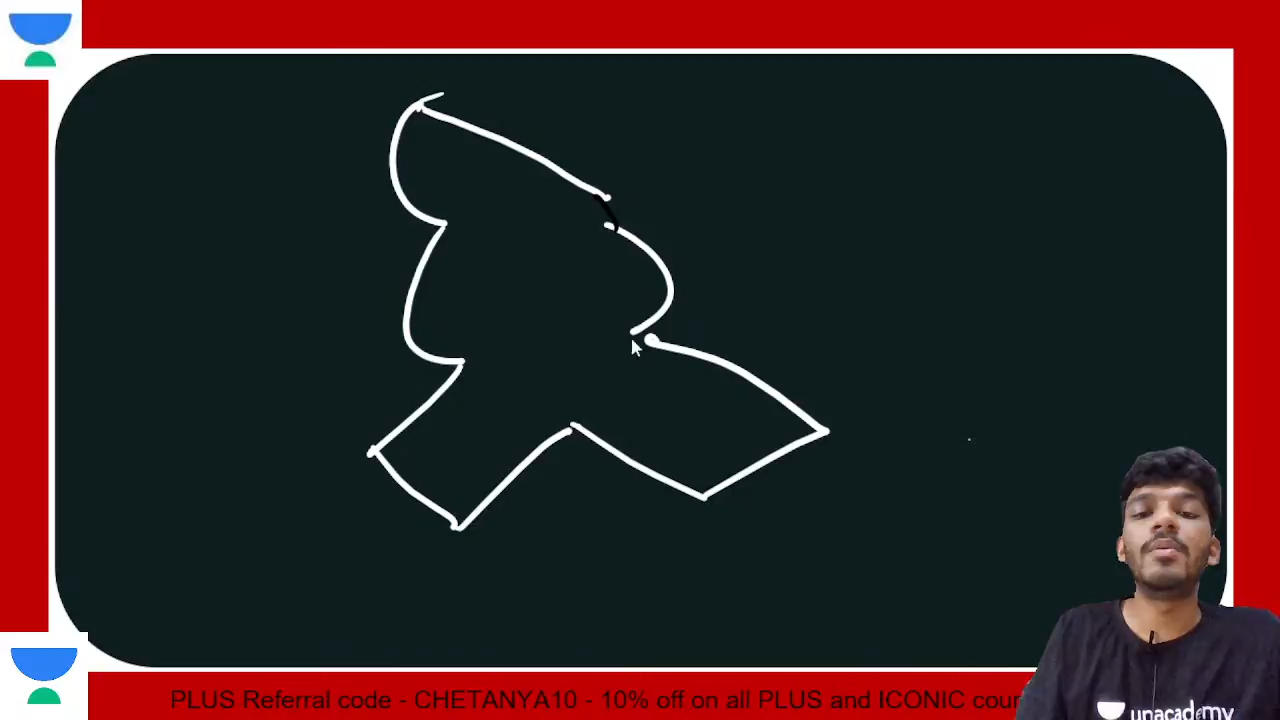 PLUS Referral code - CHETANYA10 - 10% off on all PLUS and ICONIC cour
unacademy